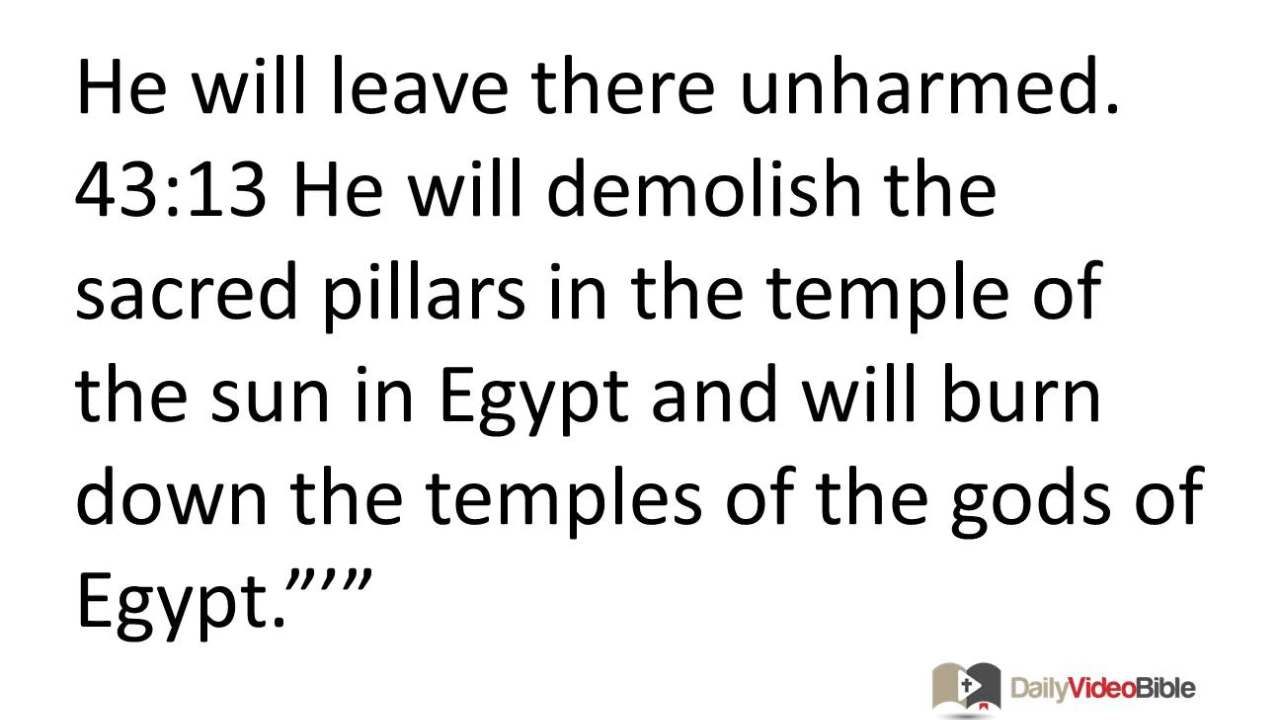 He will leave there unharmed.
43:13 He will demolish the
sacred pillars in the temple of
the sun in Egypt and will burn
down the temples of the gods of
Egypt.”’”
DailyVideoBible